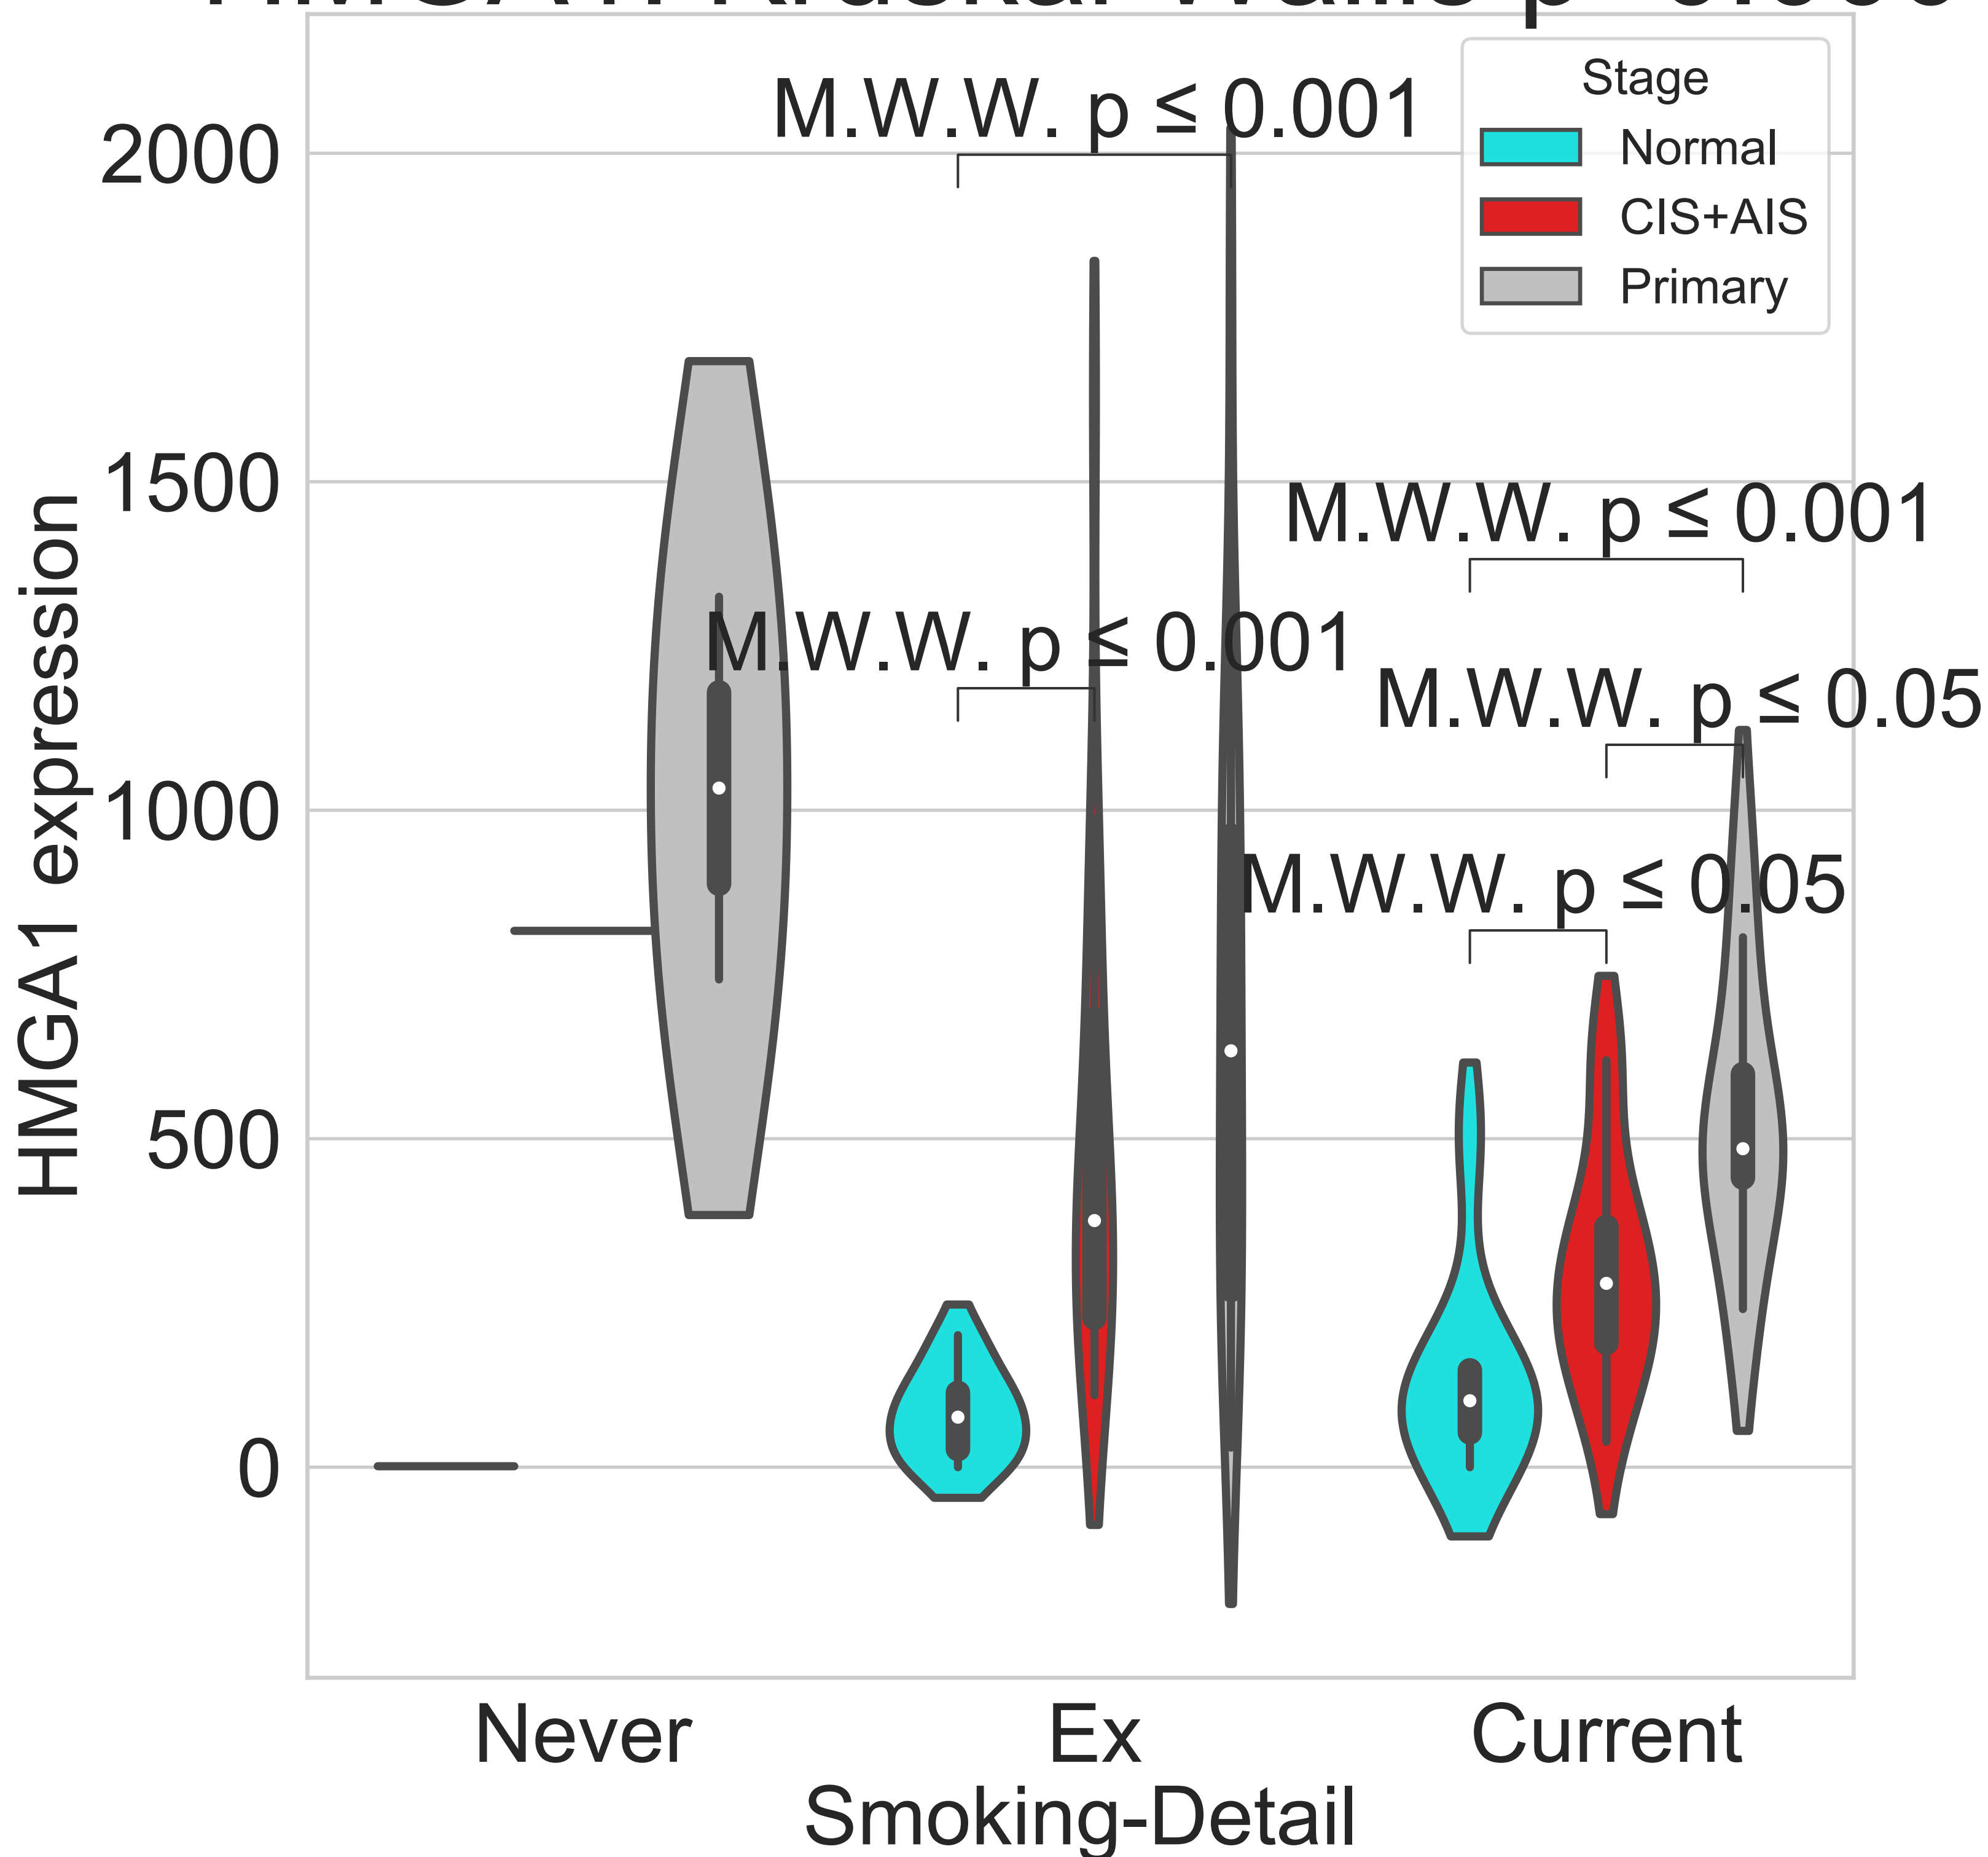 M.W.W. p ≤ 0.001
Stage
Normal
CIS+AIS
Primary
2000
1500
1000
500
0
M.W.W. p ≤ 0.001
M.W.W. p ≤ 0.001
M.W.W. p ≤ 0.05
M.W.W. p ≤ 0.05
HMGA1 expression
Never
Ex
Current
Smoking-Detail